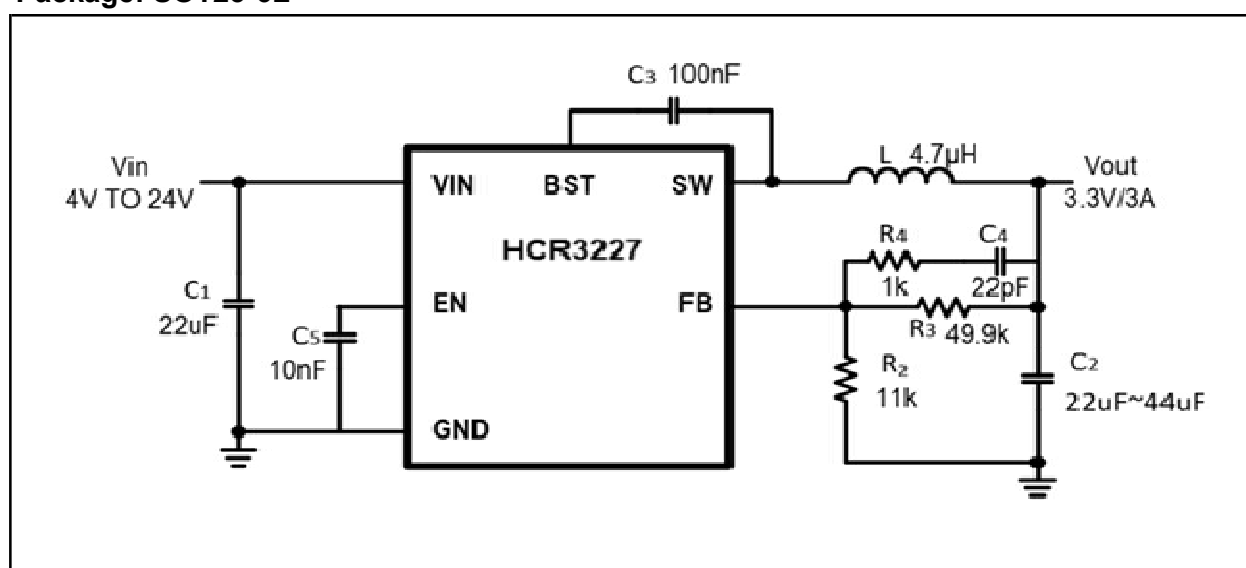 C3 100nF
L 4.7µH
Vin
4V TO 24V
VIN
BST
SW
Vout
3.3V/3A
HCR3227
R4
C4
1k
22pF
C1
22uF
EN
FB
C5
10nF
R3 49.9k
R2
11k
C2
22uF~44uF
GND